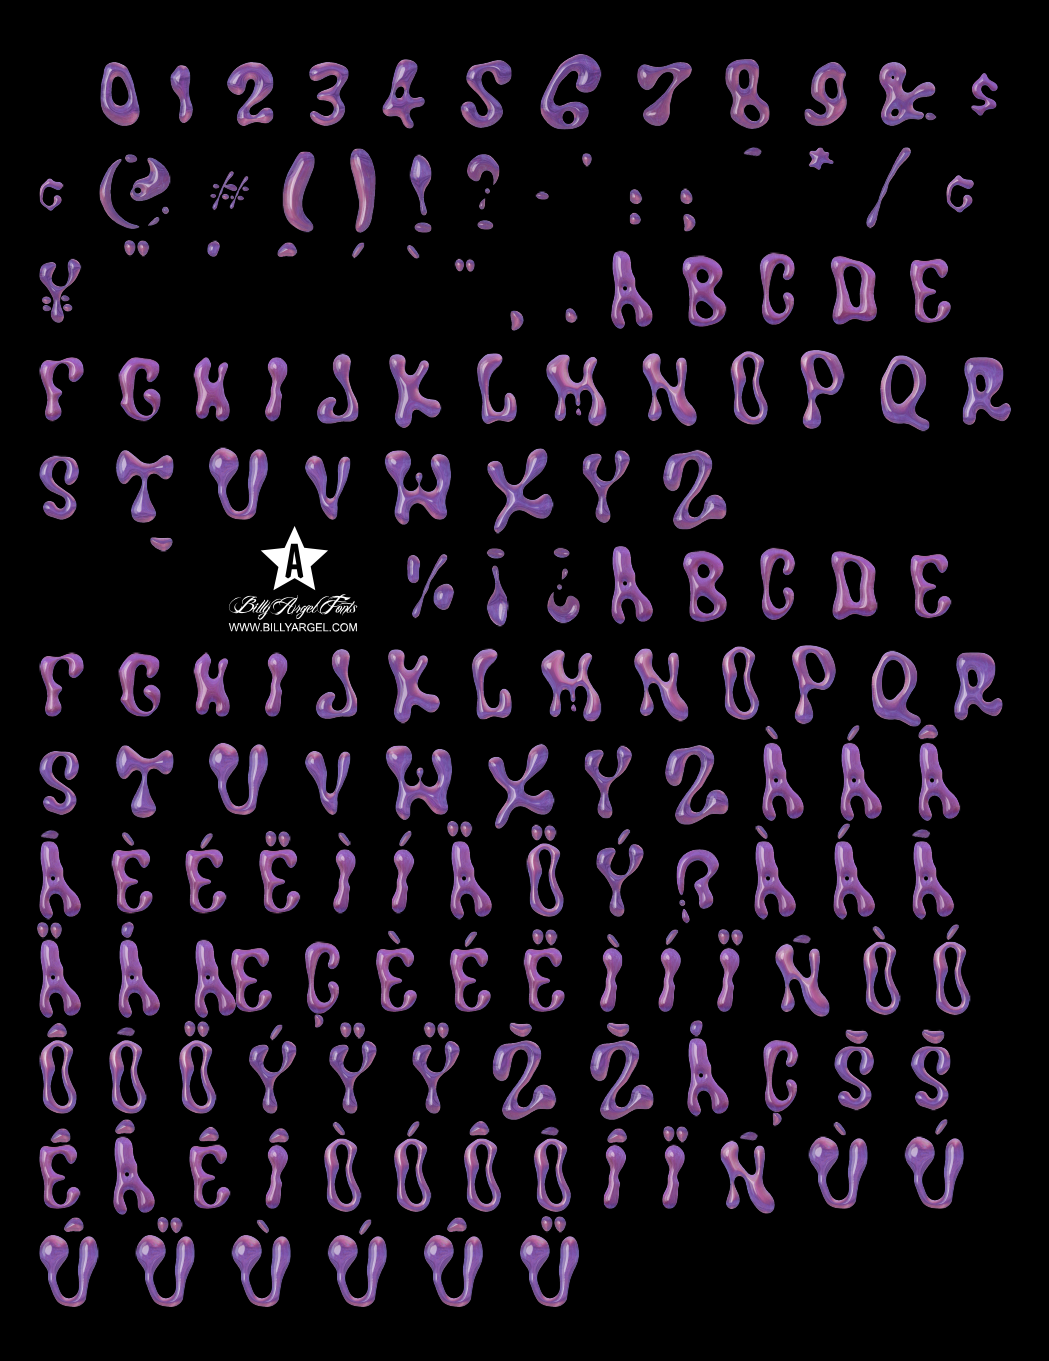 0 1 2 3 4 5 6 7 8 9 & $
¢ @ # ( ) ! ? - ' : ; ¯ * / ¢
¥ ¨ ˚ ˆ ´ ` " , . A B C D E
F G H I J K L M N O P Q R
S T U V W X Y Z
ˇ A % ¡ ¿ A B C D E
Billy Argel Fonts
WWW.BILLYARGEL.COM
F G H I J K L M N O P Q R
S T U V W X Y Z À Á Â
Ã È É Ë Ì Í Ä Ö Ý ? À Á Ã
Ä Å Æ Ç È É Ë Ì Í Ï Ñ Ò Ó
Ô Õ Ö Ý Ÿ Ÿ Ž Ž Å Ç Š Š
Ê Â Ê Î Ò Ó Ô Õ Î Ï Ñ Ù Ú
Û Ü Ù Ú Û Ü